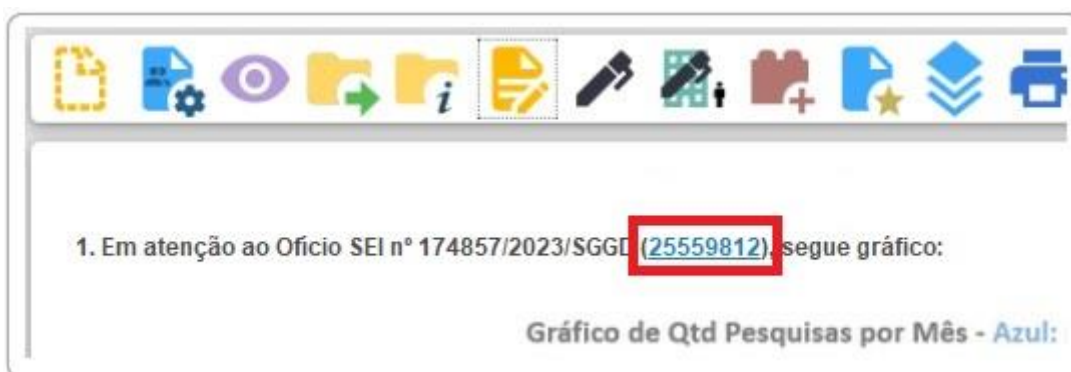 1. Em atenção ao Ofício SEI nº 174857/2023/SGGD (25559812), segue gráfico:
Gráfico de Qtd Pesquisas por Mês - Azul: